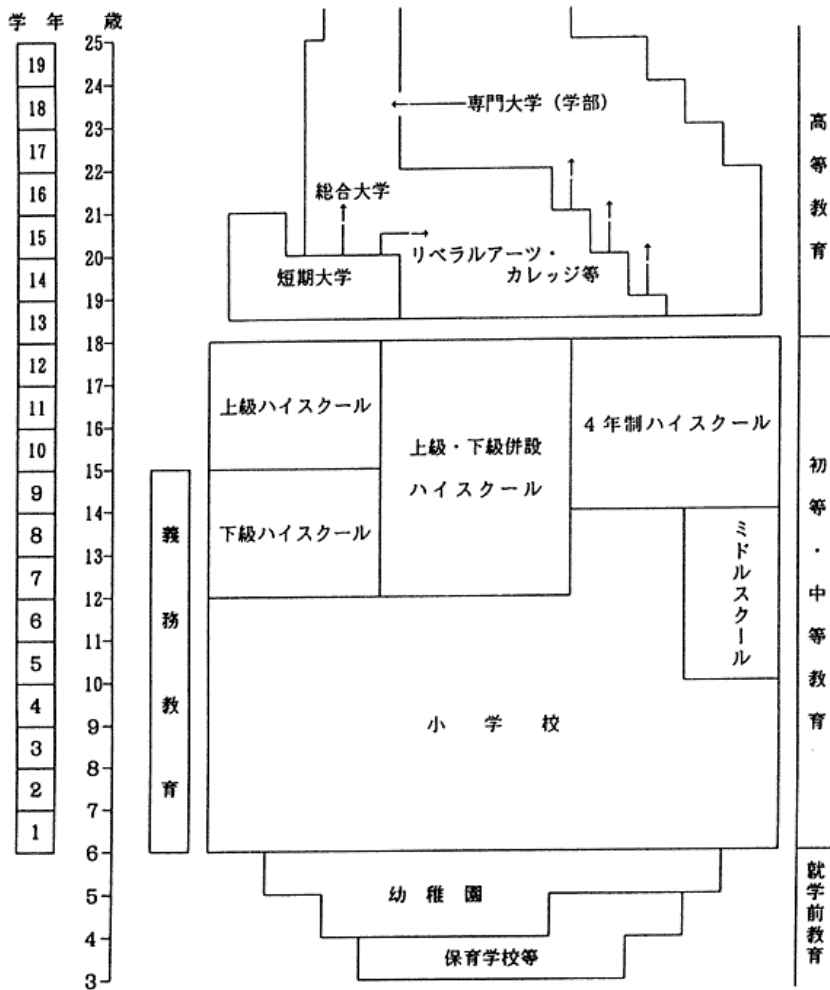 学 年
歳
19
18
17
16
15
14
13
12
11
10
9
8
7
6
5
4
3
2
1
25
24
23
22
21
20
19
18
17
16
15
14
13
12
11
10
9
8
7
6
5
4
3
義務教育
専門大学(学部)
総合大学
リベラルアーツ・
カレッジ等
短期大学
上級ハイスクール
上級・下級併設
ハイスクール
4年制ハイスクール
下級ハイスクール
ミドルスクール
小 学 校
幼 稚 園
保育学校等
高等教育
初等・中等教育
就学前教育